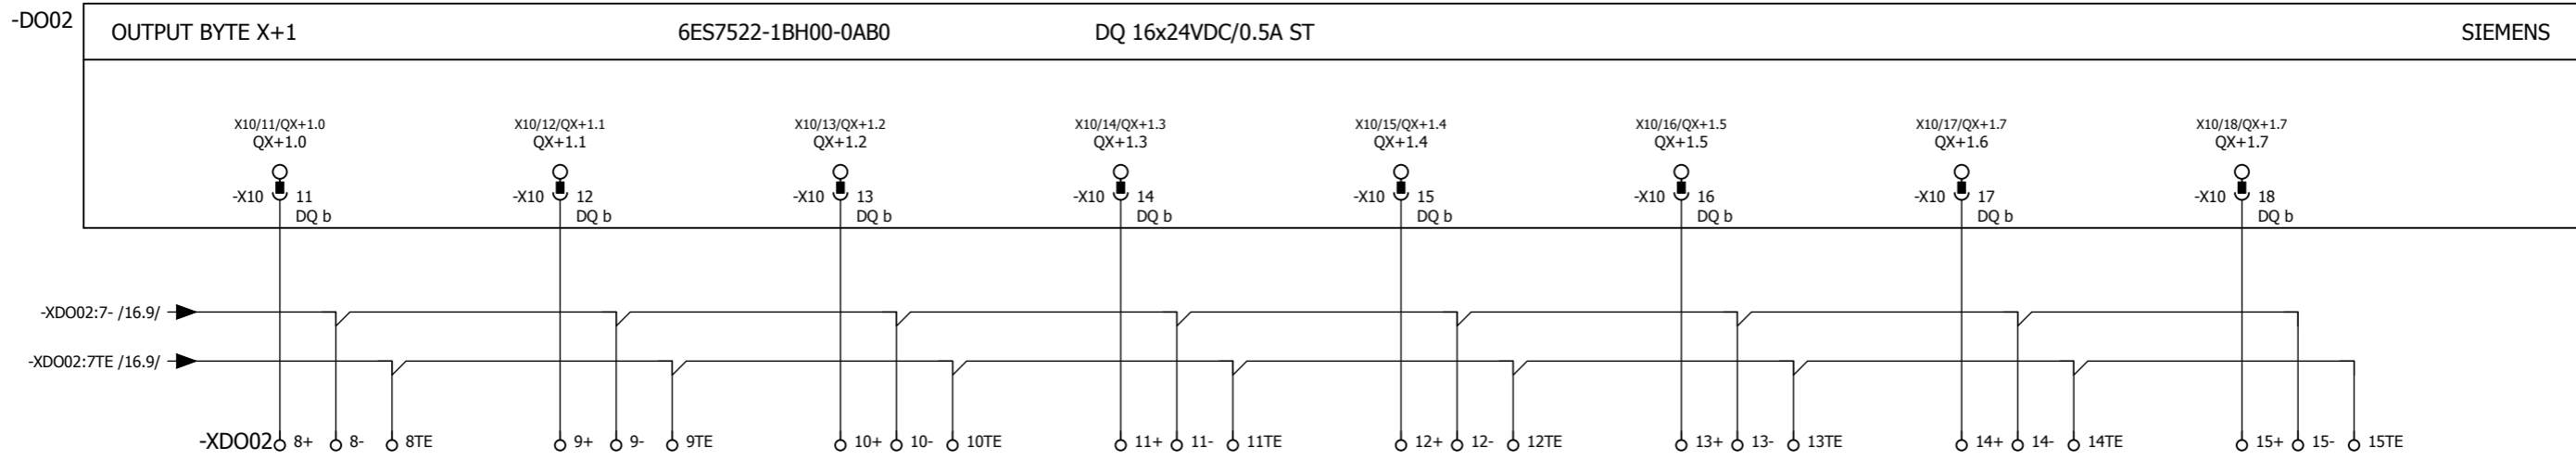 -DO02
OUTPUT BYTE X+1 6ES7522-1BH00-0AB0 DQ 16x24VDC/0.5A ST SIEMENS
X10/11/QX+1.0 X10/12/QX+1.1 X10/13/QX+1.2 X10/14/QX+1.3 X10/15/QX+1.4 X10/16/QX+1.5 X10/17/QX+1.7 X10/18/QX+1.7
QX+1.0 QX+1.1 QX+1.2 QX+1.3 QX+1.4 QX+1.5 QX+1.6 QX+1.7
-X10 11 -X10 12 -X10 13 -X10 14 -X10 15 -X10 16 -X10 17 -X10 18
DQ b DQ b DQ b DQ b DQ b DQ b DQ b DQ b
-XDO02:7- /16.9/
-XDO02:7TE /16.9/
-XDO02 8+ 8- 8TE 9+ 9- 9TE 10+ 10- 10TE 11+ 11- 11TE 12+ 12- 12TE 13+ 13- 13TE 14+ 14- 14TE 15+ 15- 15TE